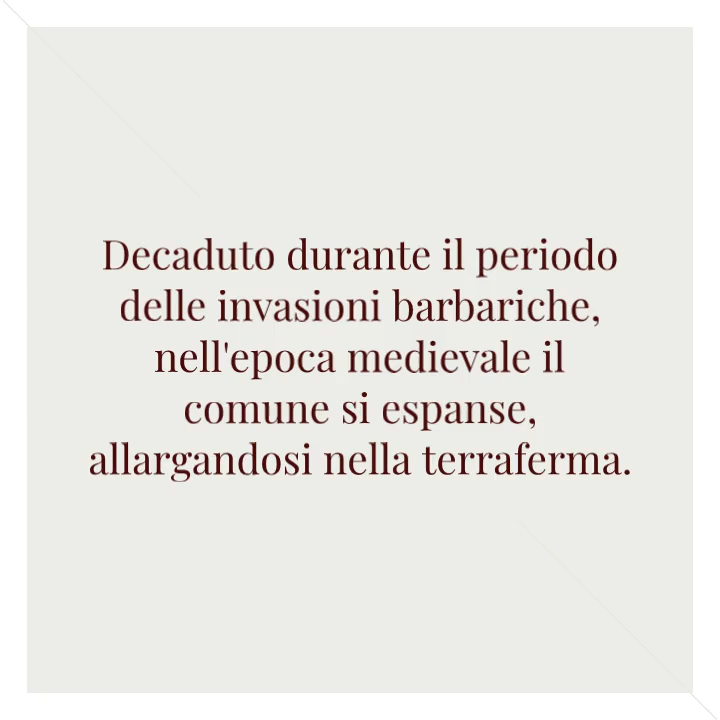 Decaduto durante il periodo
delle invasioni barbariche,
nell'epoca medievale il
comune si espanse,
allargandosi nella terraferma.